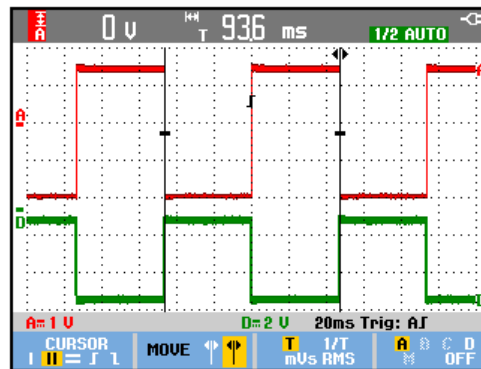 A 0 V T 93.6 ms 1/2 AUTO
A A
D D
A= 1 V D= 2 V 20ms Trig: A
CURSOR MOVE T 1/T A B C D
mVs RMS M OFF